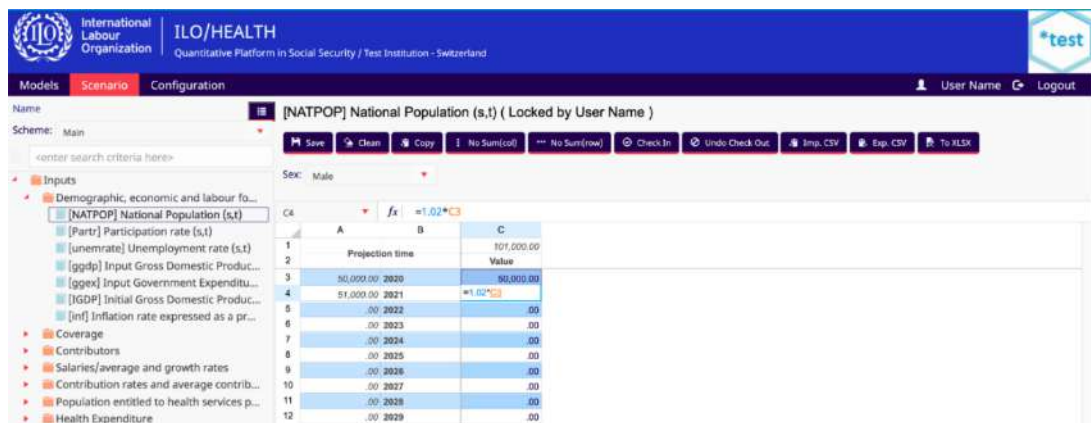 International
Labour
Organization
ILO
ILO/HEALTH
Quantitative Platform in Social Security / Test Institution - Switzerland
*test
Models Scenario Configuration User Name Logout
Name
Scheme: Main
<enter search criteria here>
Inputs
Demographic, economic and labour fo...
[NATPOP] National Population (s,t)
[Partr] Participation rate (s,t)
[unemrate] Unemployment rate (s,t)
[ggdp] Input Gross Domestic Produc...
[ggex] Input Government Expenditu...
[IGDP] Initial Gross Domestic Produc...
[inf] Inflation rate expressed as a pr...
Coverage
Contributors
Salaries/average and growth rates
Contribution rates and average contrib...
Population entitled to health services p...
Health Expenditure
[NATPOP] National Population (s,t) ( Locked by User Name )
Save Clean Copy No Sum(col) No Sum(row) Check In Undo Check Out Imp. CSV Exp. CSV To XLSX
Sex: Male
C4 fx =1.02*C3
A B C
1 101,000.00
Projection time
2 Value
3 50,000.00 2020 50,000.00
4 51,000.00 2021 =1.02*C3
5 .00 2022 .00
6 .00 2023 .00
7 .00 2024 .00
8 .00 2025 .00
9 .00 2026 .00
10 .00 2027 .00
11 .00 2028 .00
12 .00 2029 .00